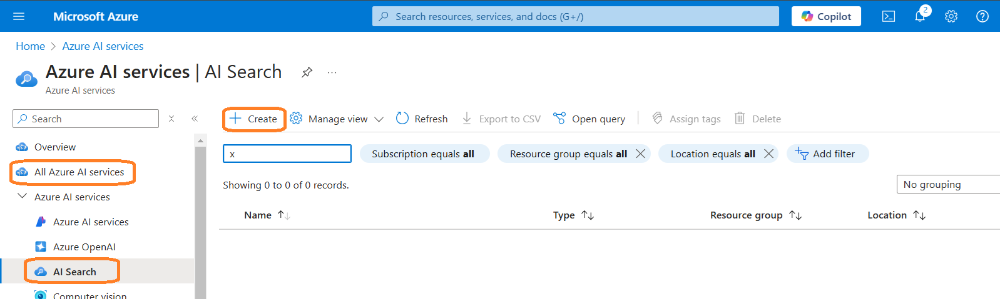 Microsoft Azure
Search resources, services, and docs (G+/)
Copilot
2
Home > Azure AI services
Azure AI services | AI Search
Azure AI services
Search
Create
Manage view
Refresh
Export to CSV
Open query
Assign tags
Delete
Overview
All Azure AI services
Azure AI services
Azure AI services
Azure OpenAI
AI Search
Computer vision
x
Subscription equals all
Resource group equals all
Location equals all
Add filter
Showing 0 to 0 of 0 records.
No grouping
Name
Type
Resource group
Location